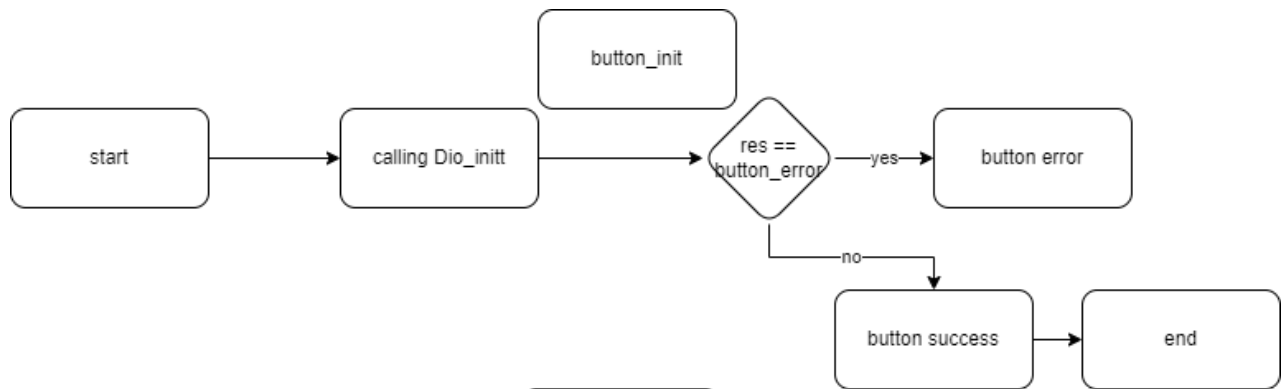 button_init
start
calling Dio_initt
res ==
button_error
yes
button error
no
button success
end